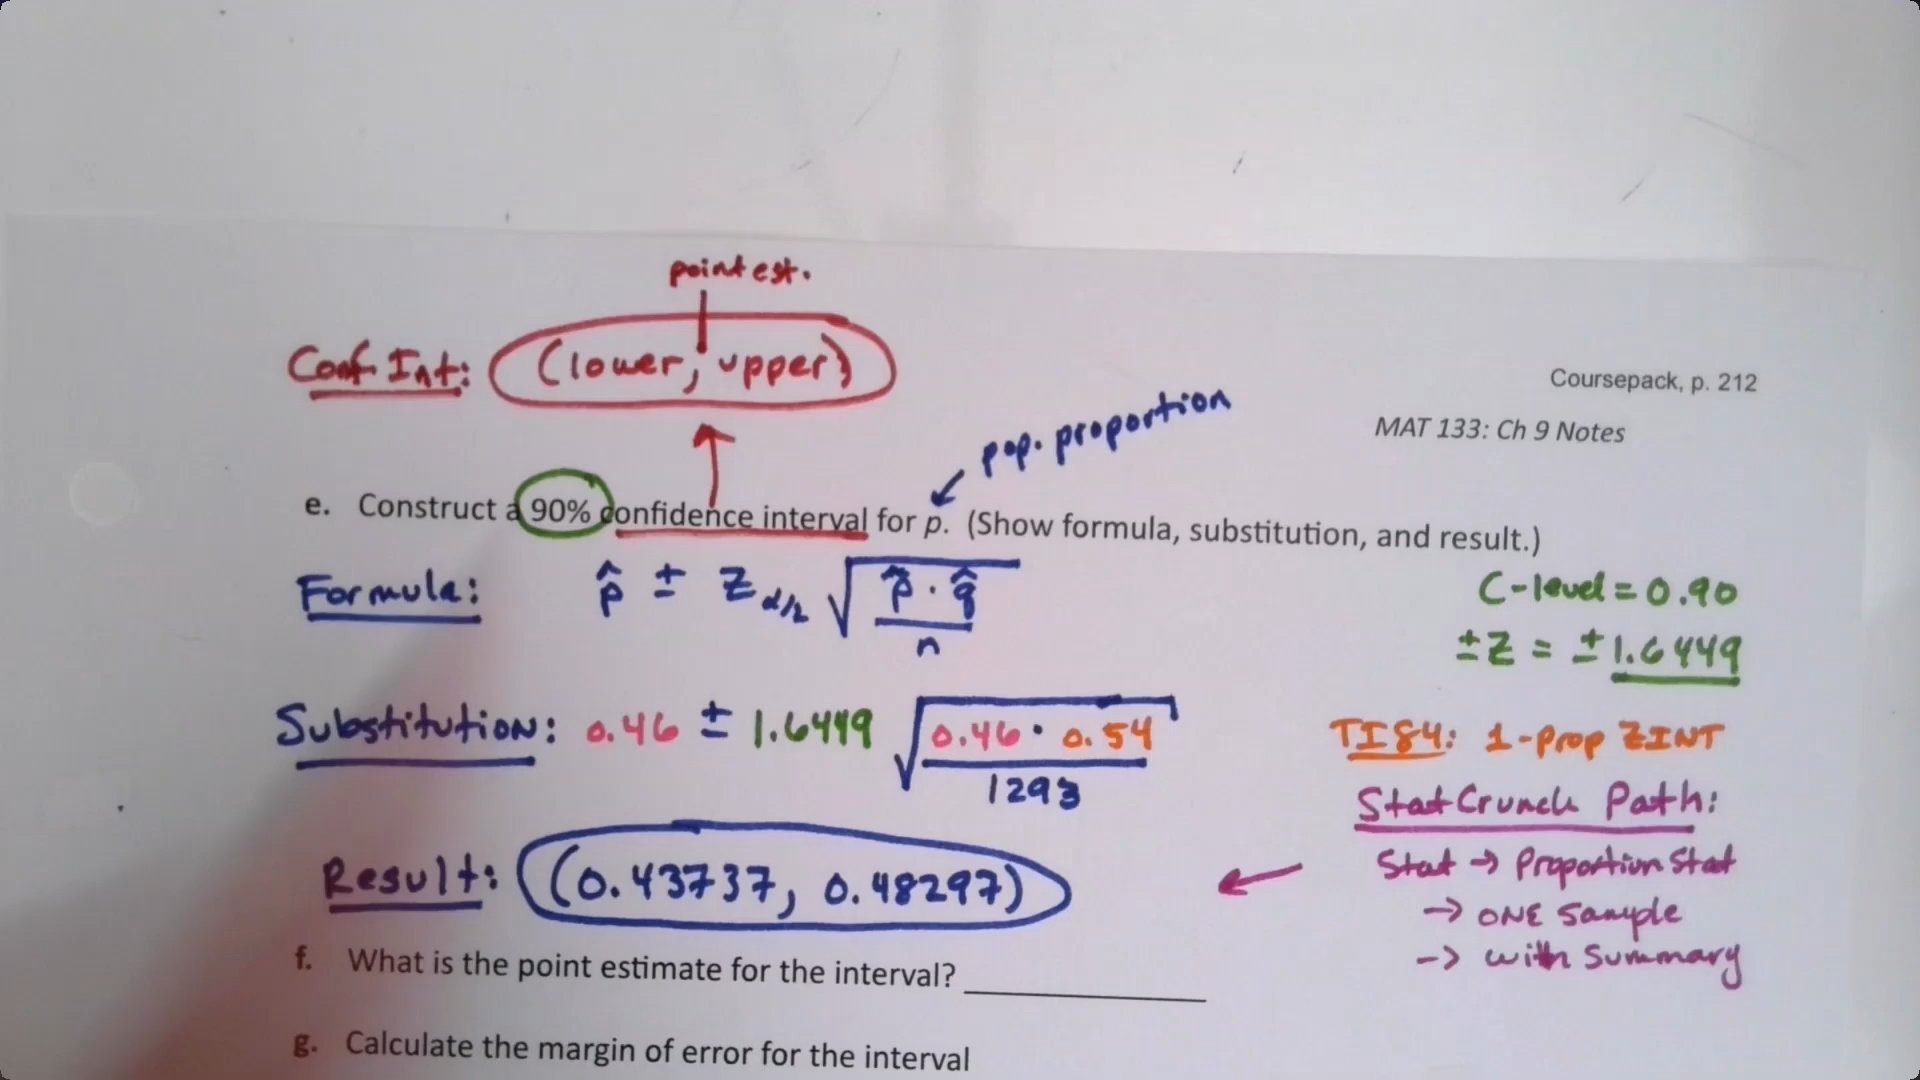 point est.
Conf. Int: (lower, upper)
Coursepack, p. 212
MAT 133: Ch 9 Notes
pop. proportion
e. Construct a 90% confidence interval for p. (Show formula, substitution, and result.)
Formula: p̂ ± Z α/2 √ p̂ · q̂ / n
C-level = 0.90
±Z = ±1.6449
Substitution: 0.46 ± 1.6449 √ 0.46 · 0.54 / 1293
TI84: 1-prop ZINT
StatCrunch Path:
Stat → Proportion Stat
→ ONE Sample
→ with Summary
Result: (0.43737, 0.48297)
f. What is the point estimate for the interval? ____________
g. Calculate the margin of error for the interval